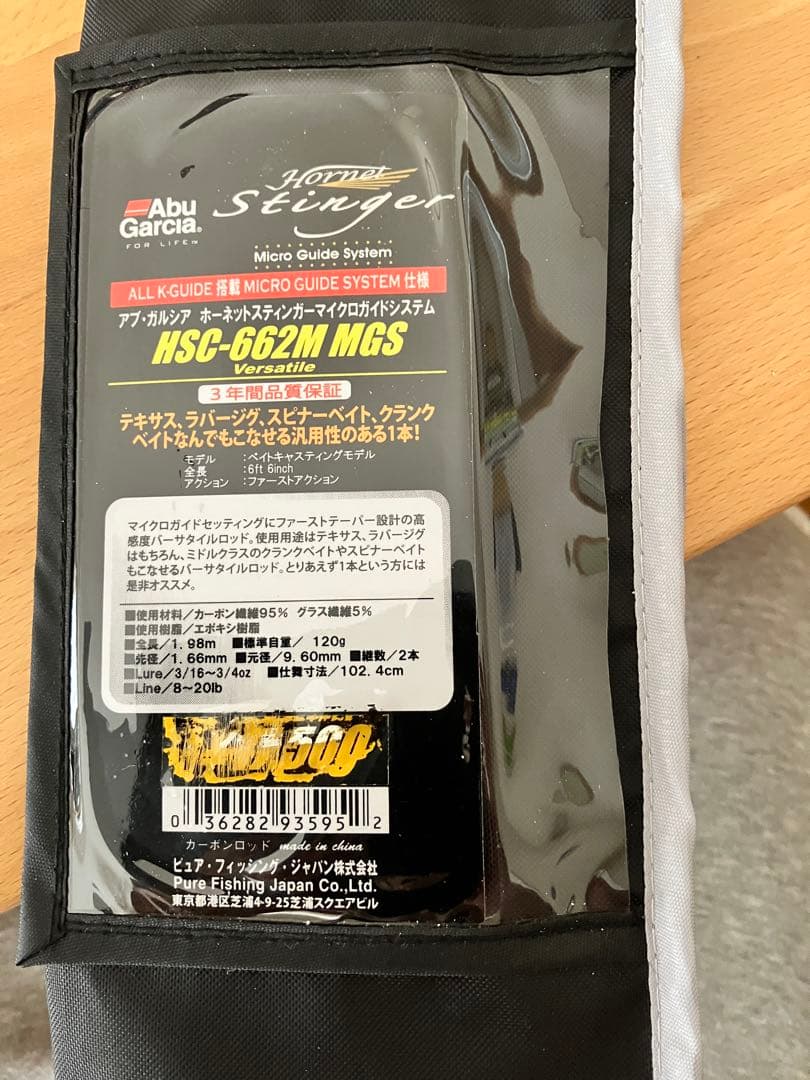 Abu
Garcia®
FOR LIFE™
Hornet
Stinger
Micro Guide System
ALL K-GUIDE 搭載 MICRO GUIDE SYSTEM 仕様
アブ・ガルシア ホーネットスティンガーマイクロガイドシステム
HSC-662M MGS
Versatile
3年間品質保証
テキサス、ラバージグ、スピナーベイト、クランク
ベイトなんでもこなせる汎用性のある1本!
モデル :ベイトキャスティングモデル
全長 :6ft 6inch
アクション :ファーストアクション
マイクロガイドセッティングにファーストテーパー設計の高
感度バーサタイルロッド。使用用途はテキサス、ラバージグ
はもちろん、ミドルクラスのクランクベイトやスピナーベイト
もこなせるバーサタイルロッド。とりあえず1本という方には
是非オススメ。
■使用材料/カーボン繊維95% グラス繊維5%
■使用樹脂/エポキシ樹脂
■全長/1.98m ■標準自重/ 120g
■先径/1.66mm ■元径/9.60mm ■継数/2本
■Lure/3/16~3/4oz ■仕舞寸法/102.4cm
■Line/8~20lb
500
0 36282 93595 2
カーボンロッド made in china
ピュア・フィッシング・ジャパン株式会社
Pure Fishing Japan Co.,Ltd.
東京都港区芝浦4-9-25芝浦スクエアビル